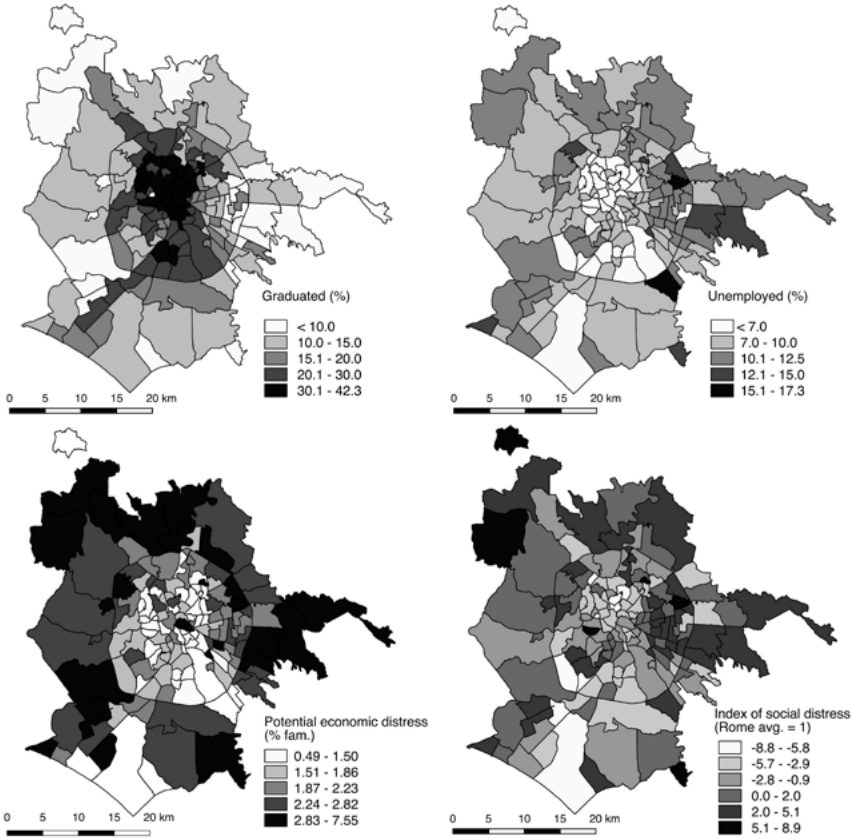 Graduated (%)
< 10.0
10.0 - 15.0
15.1 - 20.0
20.1 - 30.0
30.1 - 42.3
0 5 10 15 20 km
Unemployed (%)
< 7.0
7.0 - 10.0
10.1 - 12.5
12.1 - 15.0
15.1 - 17.3
0 5 10 15 20 km
Potential economic distress
(% fam.)
0.49 - 1.50
1.51 - 1.86
1.87 - 2.23
2.24 - 2.82
2.83 - 7.55
0 5 10 15 20 km
Index of social distress
(Rome avg. = 1)
-8.8 - -5.8
-5.7 - -2.9
-2.8 - -0.9
0.0 - 2.0
2.0 - 5.1
5.1 - 8.9
0 5 10 15 20 km